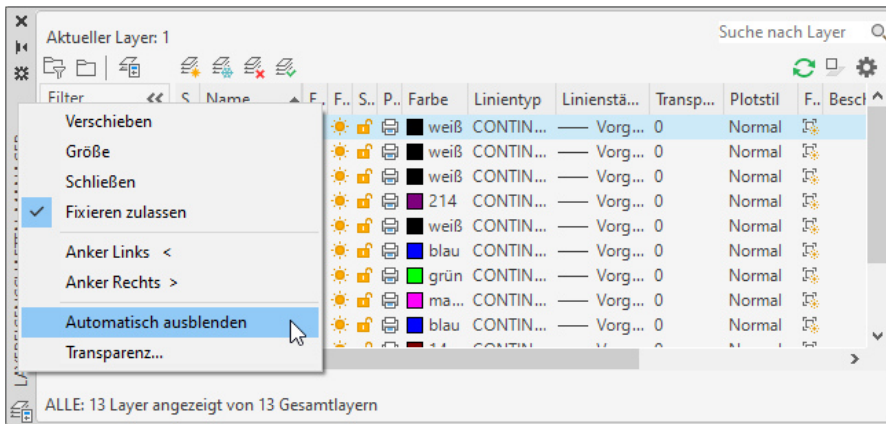 Aktueller Layer: 1
Suche nach Layer
Filter << S Name F. F.. S.. P.. Farbe Linientyp Linienstä... Transp... Plotstil F.. Besch
weiß CONTIN... Vorg... 0 Normal
weiß CONTIN... Vorg... 0 Normal
weiß CONTIN... Vorg... 0 Normal
214 CONTIN... Vorg... 0 Normal
weiß CONTIN... Vorg... 0 Normal
blau CONTIN... Vorg... 0 Normal
grün CONTIN... Vorg... 0 Normal
ma... CONTIN... Vorg... 0 Normal
blau CONTIN... Vorg... 0 Normal
Verschieben
Größe
Schließen
Fixieren zulassen
Anker Links <
Anker Rechts >
Automatisch ausblenden
Transparenz...
ALLE: 13 Layer angezeigt von 13 Gesamtlayern